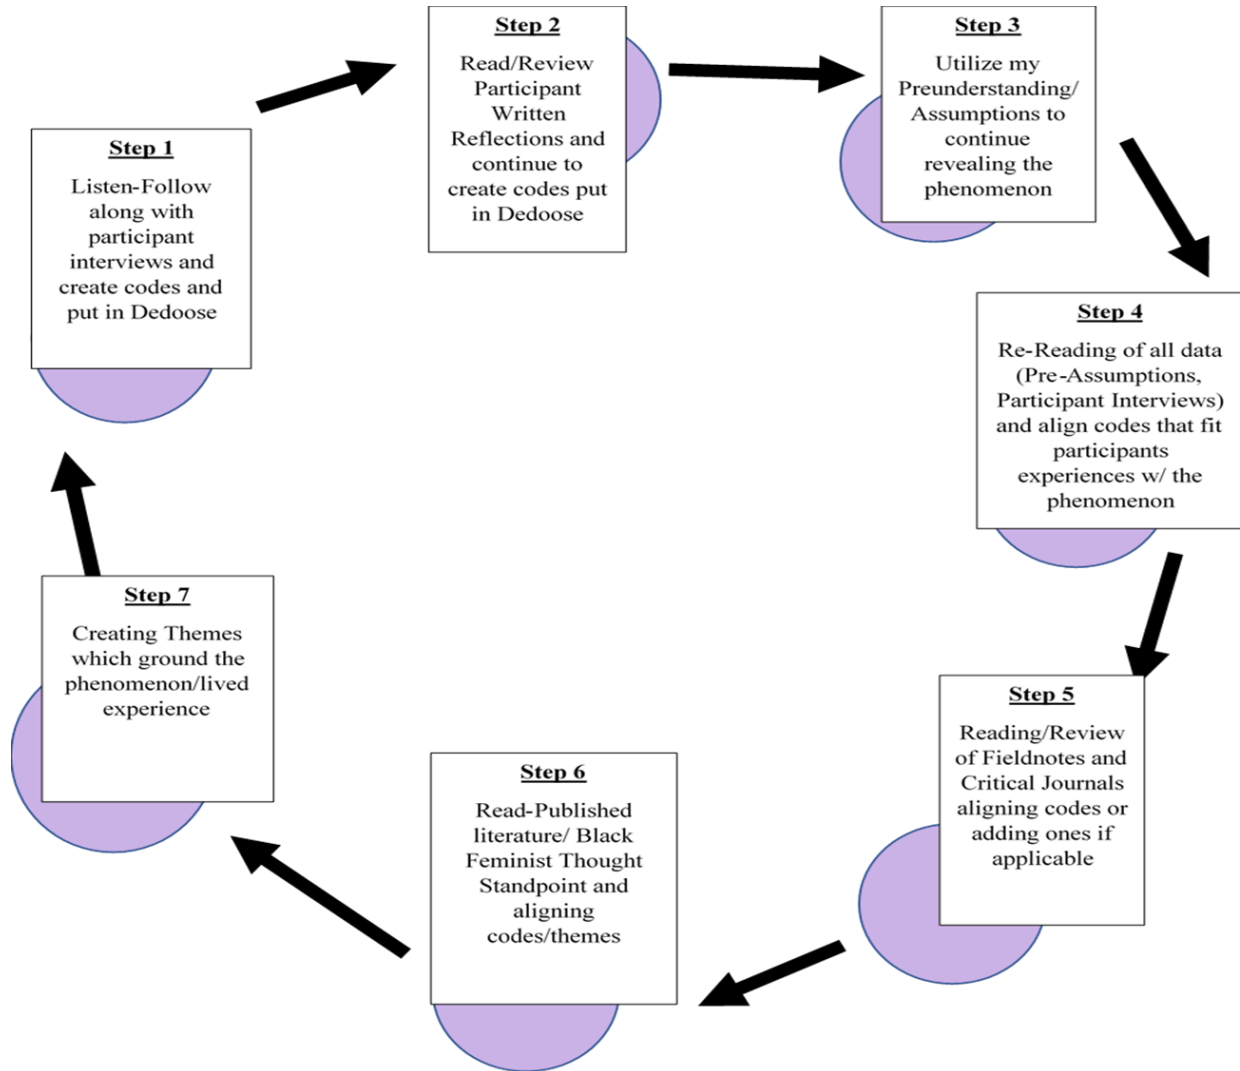 Step 1
Listen-Follow
along with
participant
interviews and
create codes and
put in Dedoose
Step 2
Read/Review
Participant
Written
Reflections and
continue to
create codes put
in Dedoose
Step 3
Utilize my
Preunderstanding/
Assumptions to
continue
revealing the
phenomenon
Step 4
Re-Reading of all data
(Pre-Assumptions,
Participant Interviews)
and align codes that fit
participants
experiences w/ the
phenomenon
Step 5
Reading/Review
of Fieldnotes and
Critical Journals
aligning codes or
adding ones if
applicable
Step 6
Read-Published
literature/ Black
Feminist Thought
Standpoint and
aligning
codes/themes
Step 7
Creating Themes
which ground the
phenomenon/lived
experience